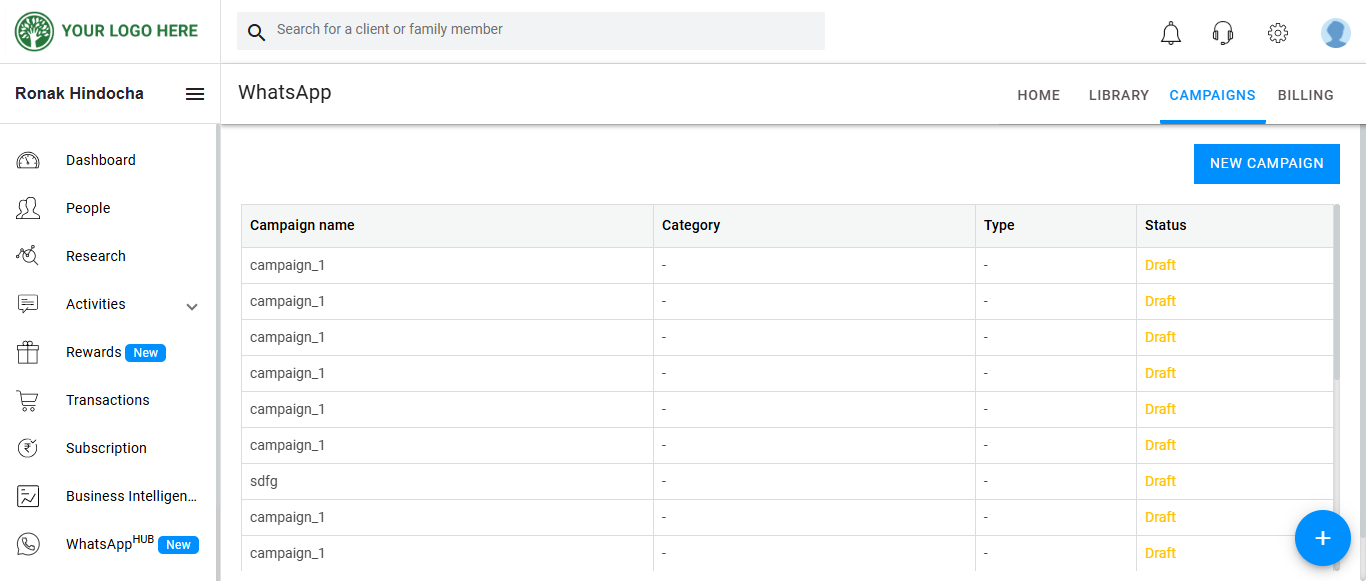 YOUR LOGO HERE
Search for a client or family member
Ronak Hindocha
WhatsApp
HOME LIBRARY CAMPAIGNS BILLING
Dashboard
People
Research
Activities
Rewards New
Transactions
Subscription
Business Intelligen...
WhatsAppHUB New
NEW CAMPAIGN
Campaign name Category Type Status
campaign_1 - - Draft
campaign_1 - - Draft
campaign_1 - - Draft
campaign_1 - - Draft
campaign_1 - - Draft
campaign_1 - - Draft
sdfg - - Draft
campaign_1 - - Draft
campaign_1 - - Draft
+